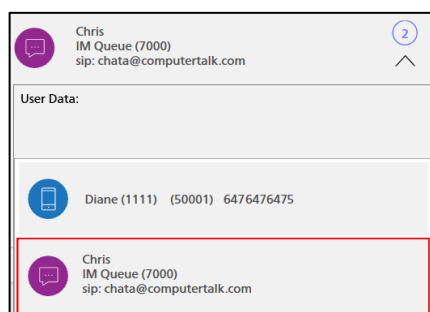 Chris
IM Queue (7000)
sip: chata@computertalk.com
2
User Data:
Diane (1111) (50001) 6476476475
Chris
IM Queue (7000)
sip: chata@computertalk.com